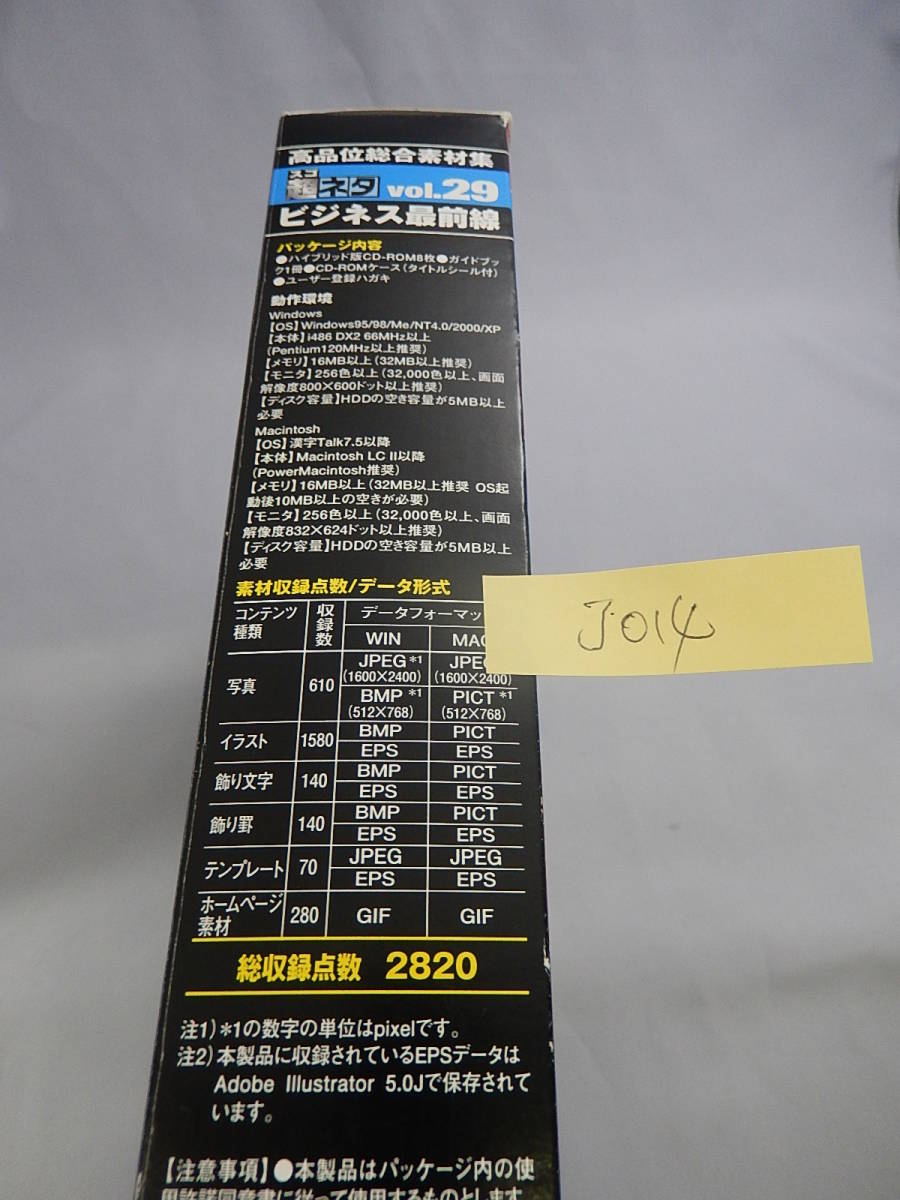 高品位総合素材集
スゴ
超ネタ vol.29
ビジネス最前線
パッケージ内容
●ハイブリッド版CD-ROM8枚●ガイドブッ
ク1冊●CD-ROMケース(タイトルシール付)
●ユーザー登録ハガキ
動作環境
Windows
【OS】Windows95/98/Me/NT4.0/2000/XP
【本体】i486 DX2 66MHz以上
(Pentium120MHz以上推奨)
【メモリ】16MB以上(32MB以上推奨)
【モニタ】256色以上(32,000色以上、画面
解像度800×600ドット以上推奨)
【ディスク容量】HDDの空き容量が5MB以上
必要
Macintosh
【OS】漢字Talk7.5以降
【本体】Macintosh LC II以降
(PowerMacintosh推奨)
【メモリ】16MB以上(32MB以上推奨 OS起
動後10MB以上の空きが必要)
【モニタ】256色以上(32,000色以上、画面
解像度832×624ドット以上推奨)
【ディスク容量】HDDの空き容量が5MB以上
必要
素材収録点数/データ形式
コンテンツ種類 収録数 データフォーマッ
WIN MAC
写真 610 JPEG*1 JPEG
(1600×2400) (1600×2400)
BMP*1 PICT*1
(512×768) (512×768)
イラスト 1580 BMP PICT
EPS EPS
飾り文字 140 BMP PICT
EPS EPS
飾り罫 140 BMP PICT
EPS EPS
テンプレート 70 JPEG JPEG
EPS EPS
ホームページ素材 280 GIF GIF
総収録点数 2820
注1)*1の数字の単位はpixelです。
注2)本製品に収録されているEPSデータは
Adobe Illustrator 5.0Jで保存されて
います。
【注意事項】●本製品はパッケージ内の使
用許諾同意書に従って使用するものとします
J014